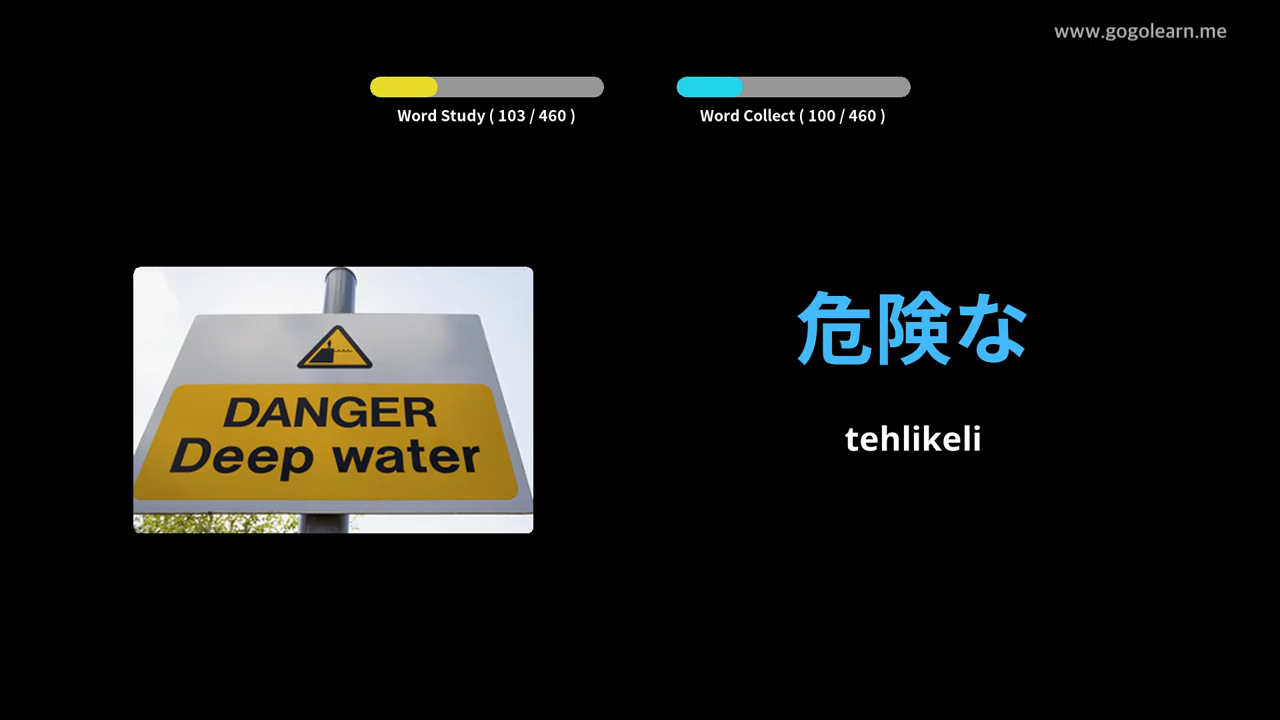 www.gogolearn.me
Word Study ( 103 / 460 )
Word Collect ( 100 / 460 )
DANGER
Deep water
危険な
tehlikeli